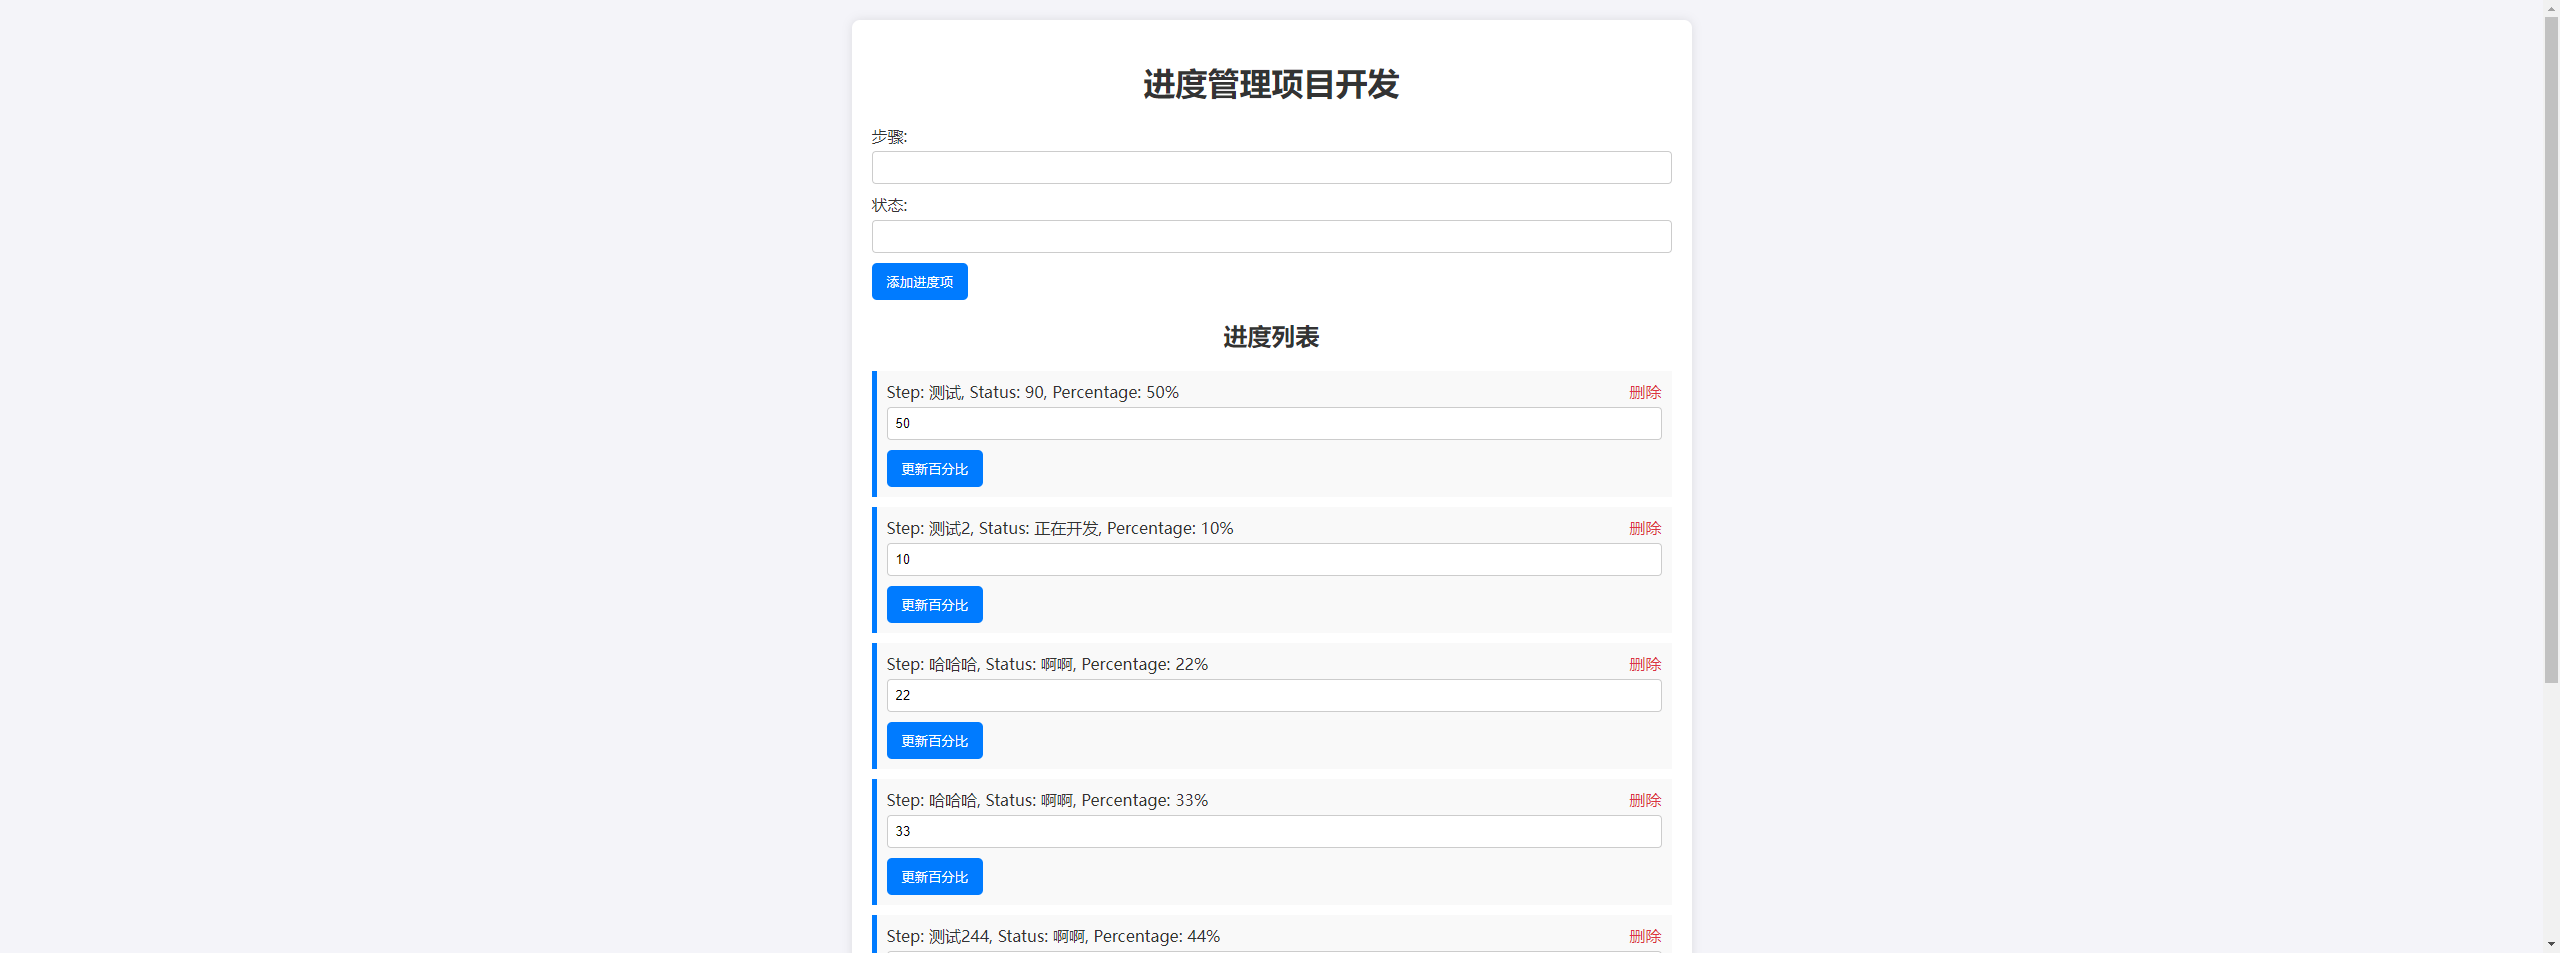 进度管理项目开发
步骤:
状态:
添加进度项
进度列表
Step: 测试, Status: 90, Percentage: 50% 删除
50
更新百分比
Step: 测试2, Status: 正在开发, Percentage: 10% 删除
10
更新百分比
Step: 哈哈哈, Status: 啊啊, Percentage: 22% 删除
22
更新百分比
Step: 哈哈哈, Status: 啊啊, Percentage: 33% 删除
33
更新百分比
Step: 测试244, Status: 啊啊, Percentage: 44% 删除